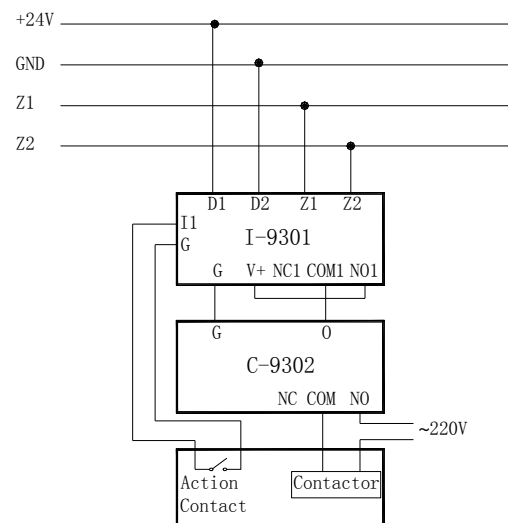 +24V
GND
Z1
Z2
D1 D2 Z1 Z2
I1
G
I-9301
G V+ NC1 COM1 NO1
G O
C-9302
NC COM NO
~220V
Action
Contact
Contactor